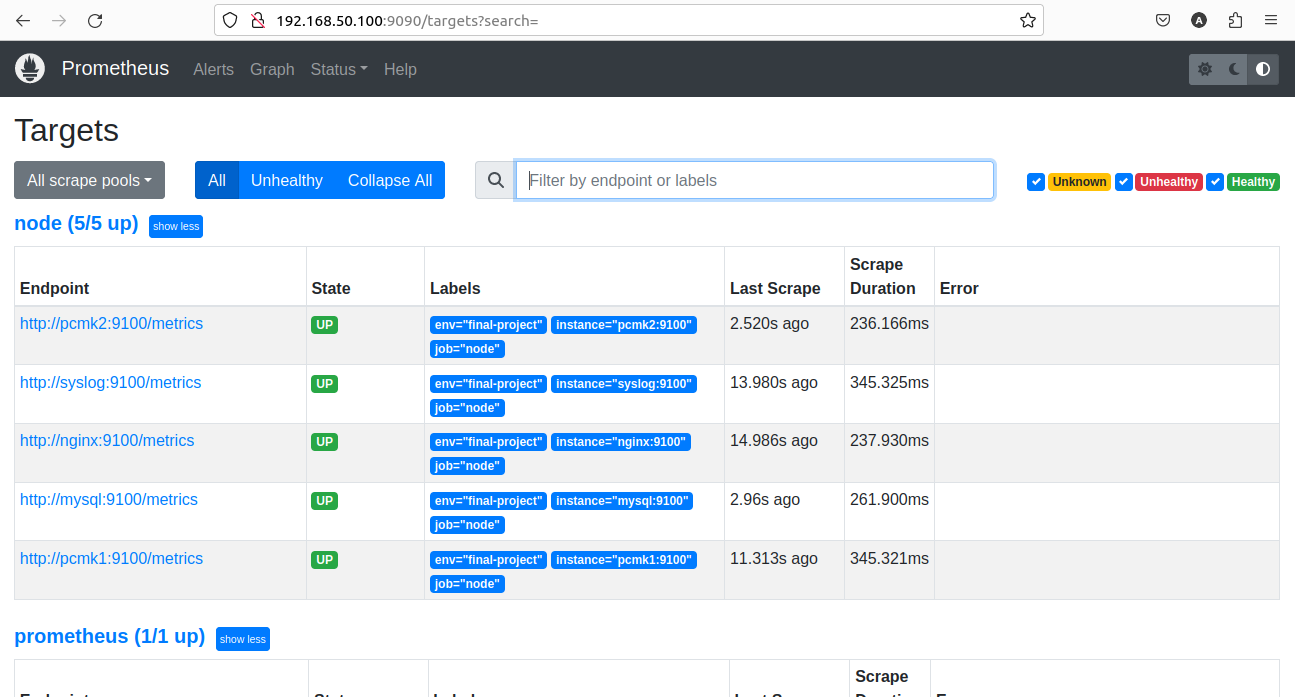 192.168.50.100:9090/targets?search=
Prometheus Alerts Graph Status Help
Targets
All scrape pools All Unhealthy Collapse All Filter by endpoint or labels Unknown Unhealthy Healthy
node (5/5 up) show less
Endpoint State Labels Last Scrape Scrape Duration Error
http://pcmk2:9100/metrics UP env="final-project" instance="pcmk2:9100" 2.520s ago 236.166ms
job="node"
http://syslog:9100/metrics UP env="final-project" instance="syslog:9100" 13.980s ago 345.325ms
job="node"
http://nginx:9100/metrics UP env="final-project" instance="nginx:9100" 14.986s ago 237.930ms
job="node"
http://mysql:9100/metrics UP env="final-project" instance="mysql:9100" 2.96s ago 261.900ms
job="node"
http://pcmk1:9100/metrics UP env="final-project" instance="pcmk1:9100" 11.313s ago 345.321ms
job="node"
prometheus (1/1 up) show less
Scrape